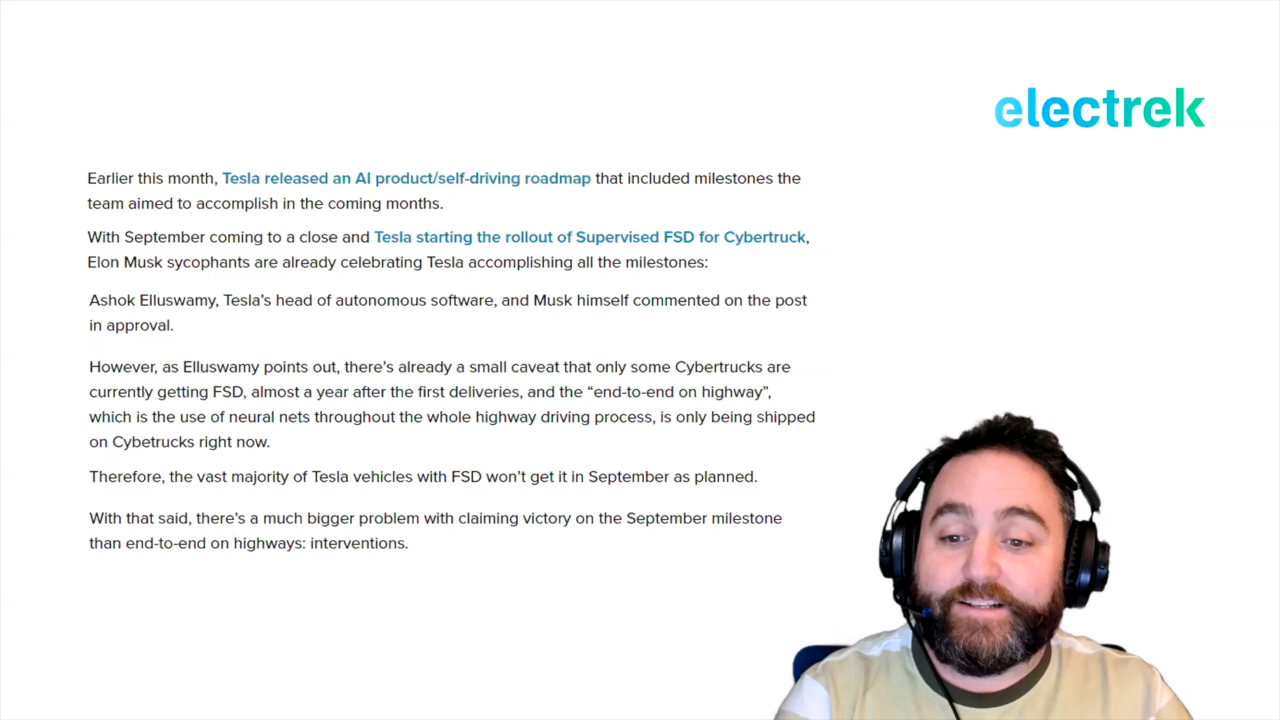 electrek
Earlier this month, Tesla released an AI product/self-driving roadmap that included milestones the
team aimed to accomplish in the coming months.
With September coming to a close and Tesla starting the rollout of Supervised FSD for Cybertruck,
Elon Musk sycophants are already celebrating Tesla accomplishing all the milestones:
Ashok Elluswamy, Tesla’s head of autonomous software, and Musk himself commented on the post
in approval.
However, as Elluswamy points out, there’s already a small caveat that only some Cybertrucks are
currently getting FSD, almost a year after the first deliveries, and the “end-to-end on highway”,
which is the use of neural nets throughout the whole highway driving process, is only being shipped
on Cybetrucks right now.
Therefore, the vast majority of Tesla vehicles with FSD won’t get it in September as planned.
With that said, there’s a much bigger problem with claiming victory on the September milestone
than end-to-end on highways: interventions.